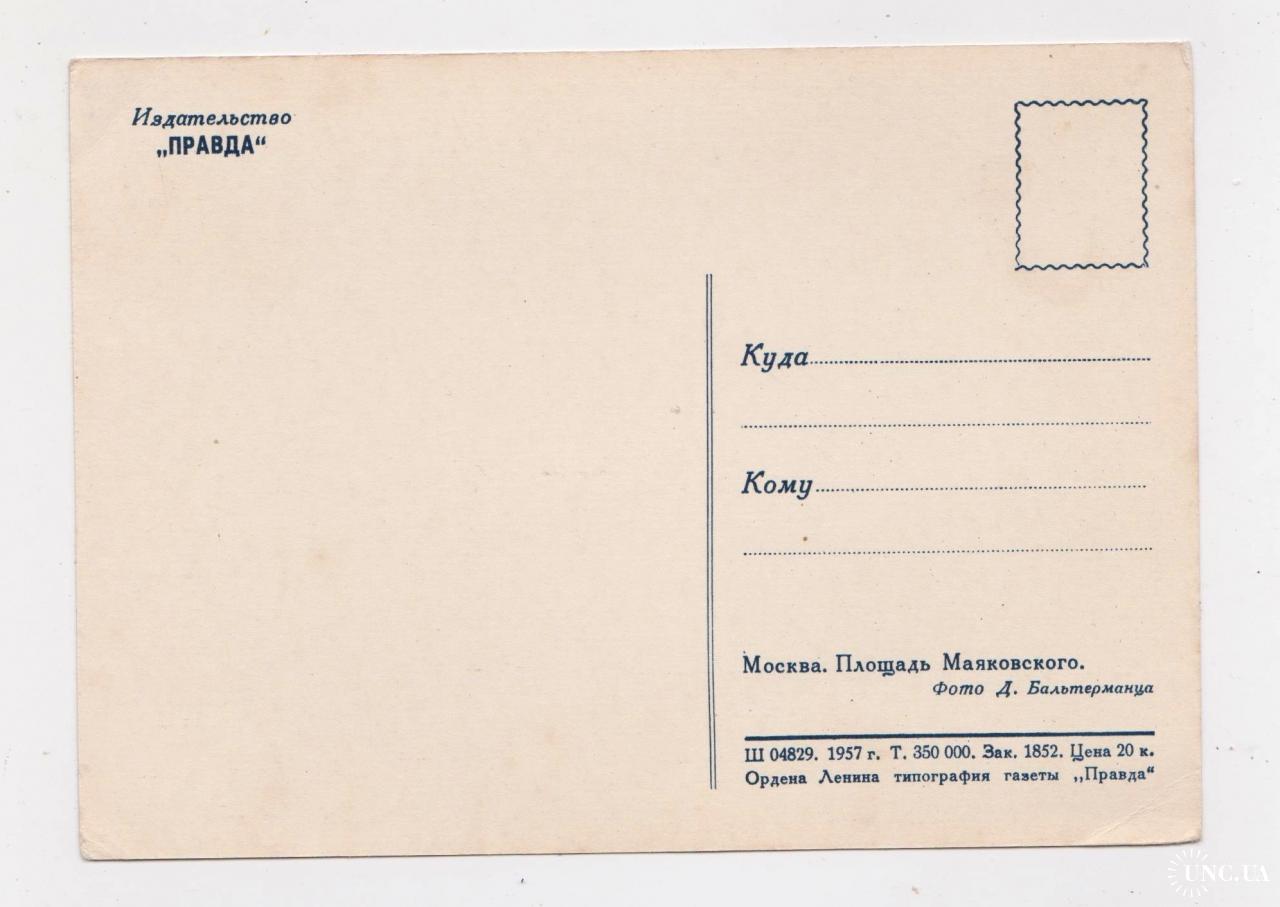 Издательство
„ПРАВДА“
Куда
Кому
Москва. Площадь Маяковского.
Фото Д. Бальтерманца
Ш 04829. 1957 г. Т. 350 000. Зак. 1852. Цена 20 к.
Ордена Ленина типография газеты „Правда“
UNC.UA